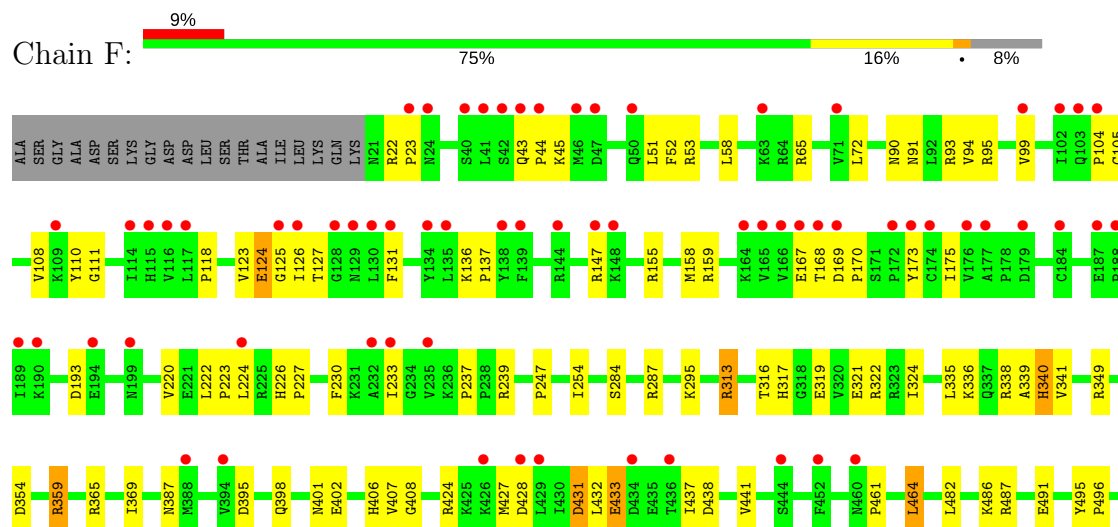 9%
Chain F:
75% 16% • 8%
ALA SER GLY ALA ASP SER LYS GLY ASP ASP LEU SER THR ALA ILE LEU LYS GLN LYS N21 R22 P23 N24 S40 L41 S42 Q43 P44 K45 M46 D47 Q50 L51 F52 R53 L58 K63 R64 R65 V71 L72 N90 N91 L92 R93 V94 R95 V99 I102 Q103 P104 G105
V108 K109 Y110 G111 I114 H115 V116 L117 P118 V123 E124 G125 I126 T127 G128 N129 L130 F131 Y134 L135 K136 P137 Y138 F139 R144 R147 K148 R155 M158 R159 K164 V165 V166 E167 T168 D169 P170 S171 P172 Y173 G174 I175 V176 A177 P178 D179 C184 E187
I189 K190 D193 E194 N199 V220 E221 L222 P223 L224 R225 H226 P227 F230 K231 A232 I233 G234 V235 K236 P237 P238 R239 P247 I254 S284 R287 K295 R313 T316 H317 G318 E319 V320 E321 R322 R323 I324 L335 K336 Q337 R338 A339 H340 V341 R349
D354 R359 R365 I369 N387 M388 V394 D395 Q398 N401 E402 H406 V407 G408 R424 K425 K426 M427 D428 L429 I430 D431 L432 E433 D434 E435 T436 I437 D438 V441 S444 F452 N460 P461 L464 L482 K486 R487 E491 Y495 P496